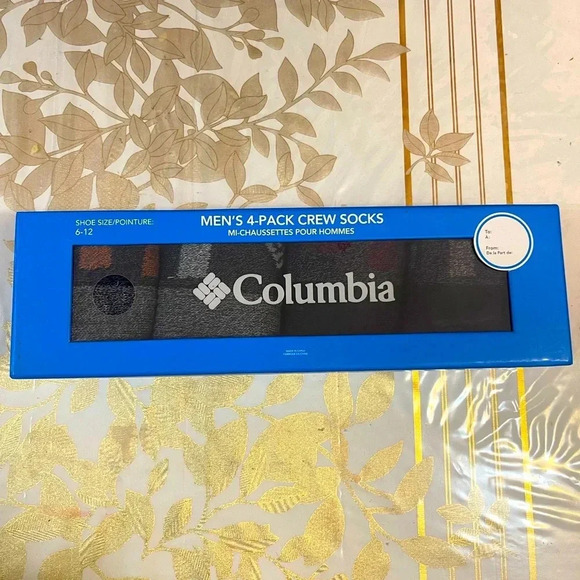 SHOE SIZE/POINTURE:
6-12
MEN'S 4-PACK CREW SOCKS
MI-CHAUSSETTES POUR HOMMES
To:
A:
From:
De la Part de:
Columbia